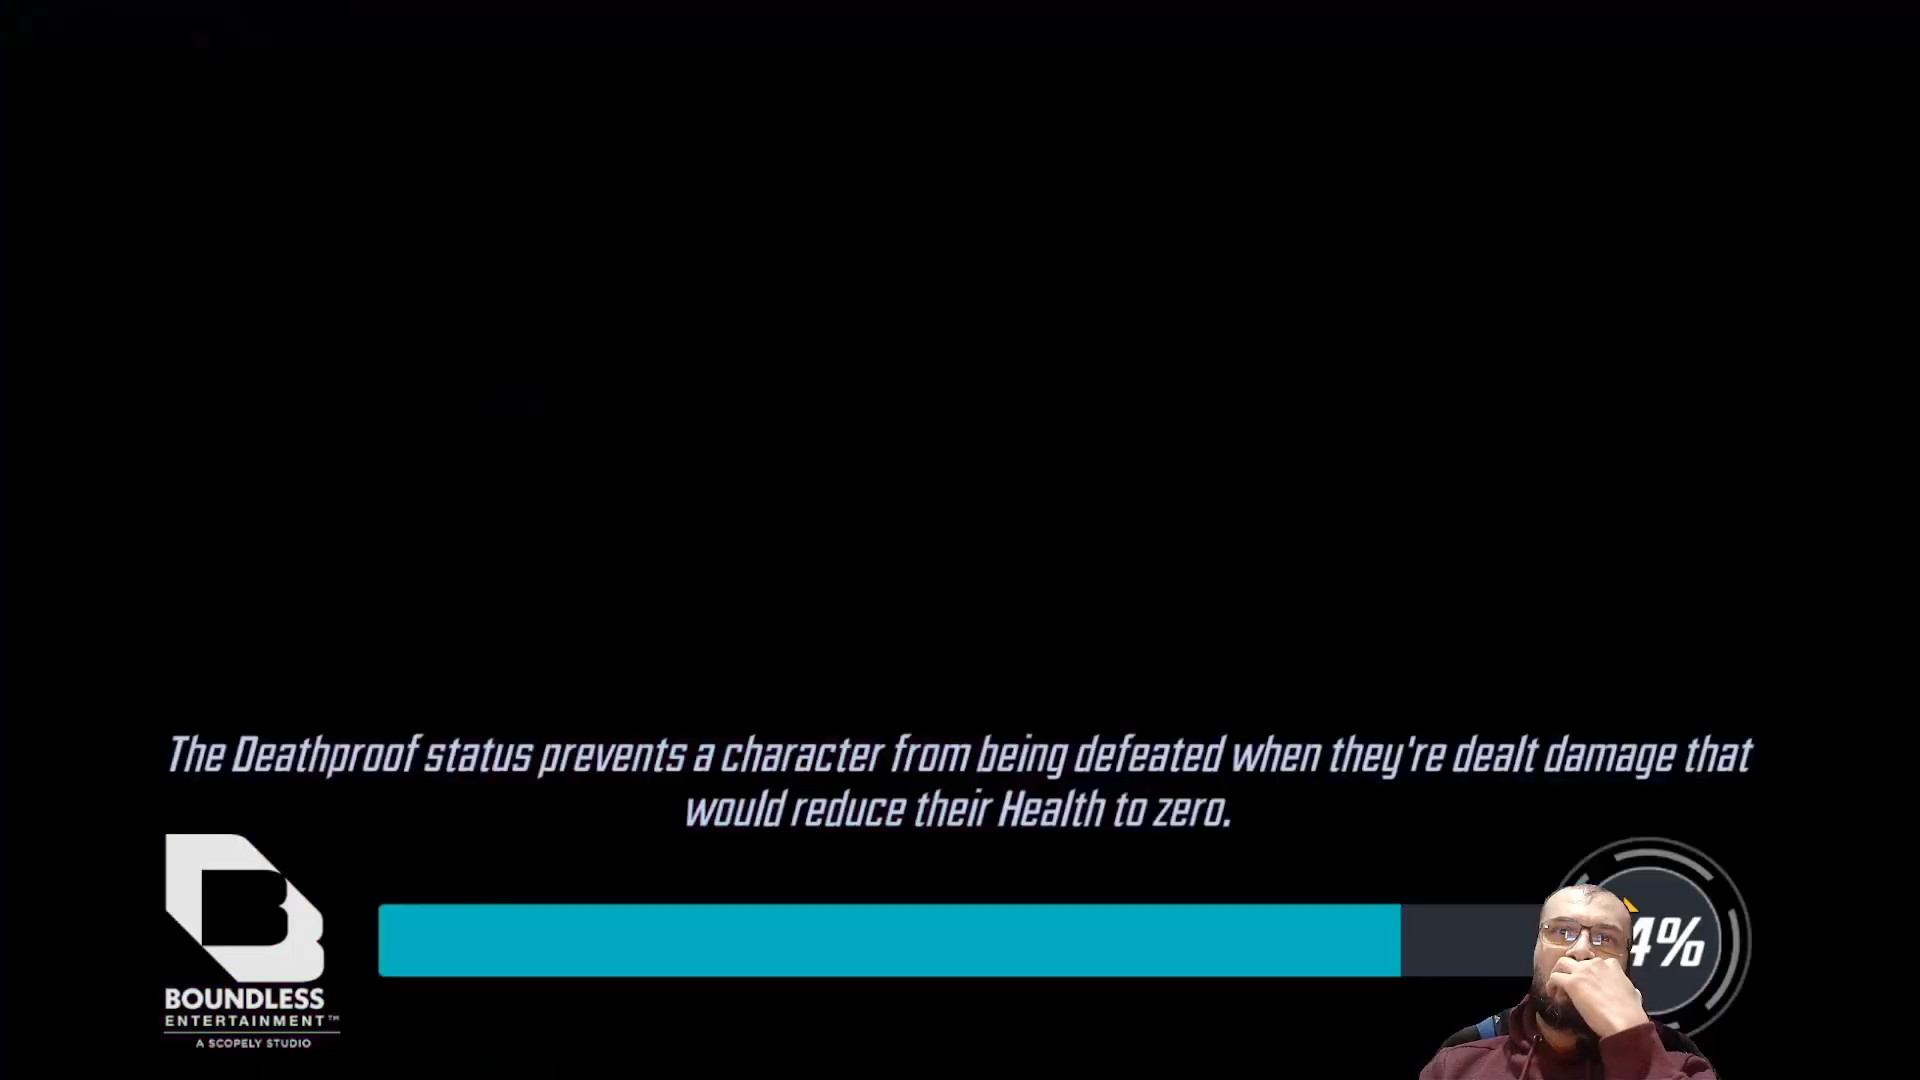 The Deathproof status prevents a character from being defeated when they're dealt damage that
would reduce their Health to zero.
4%
BOUNDLESS
ENTERTAINMENT™
A SCOPELY STUDIO